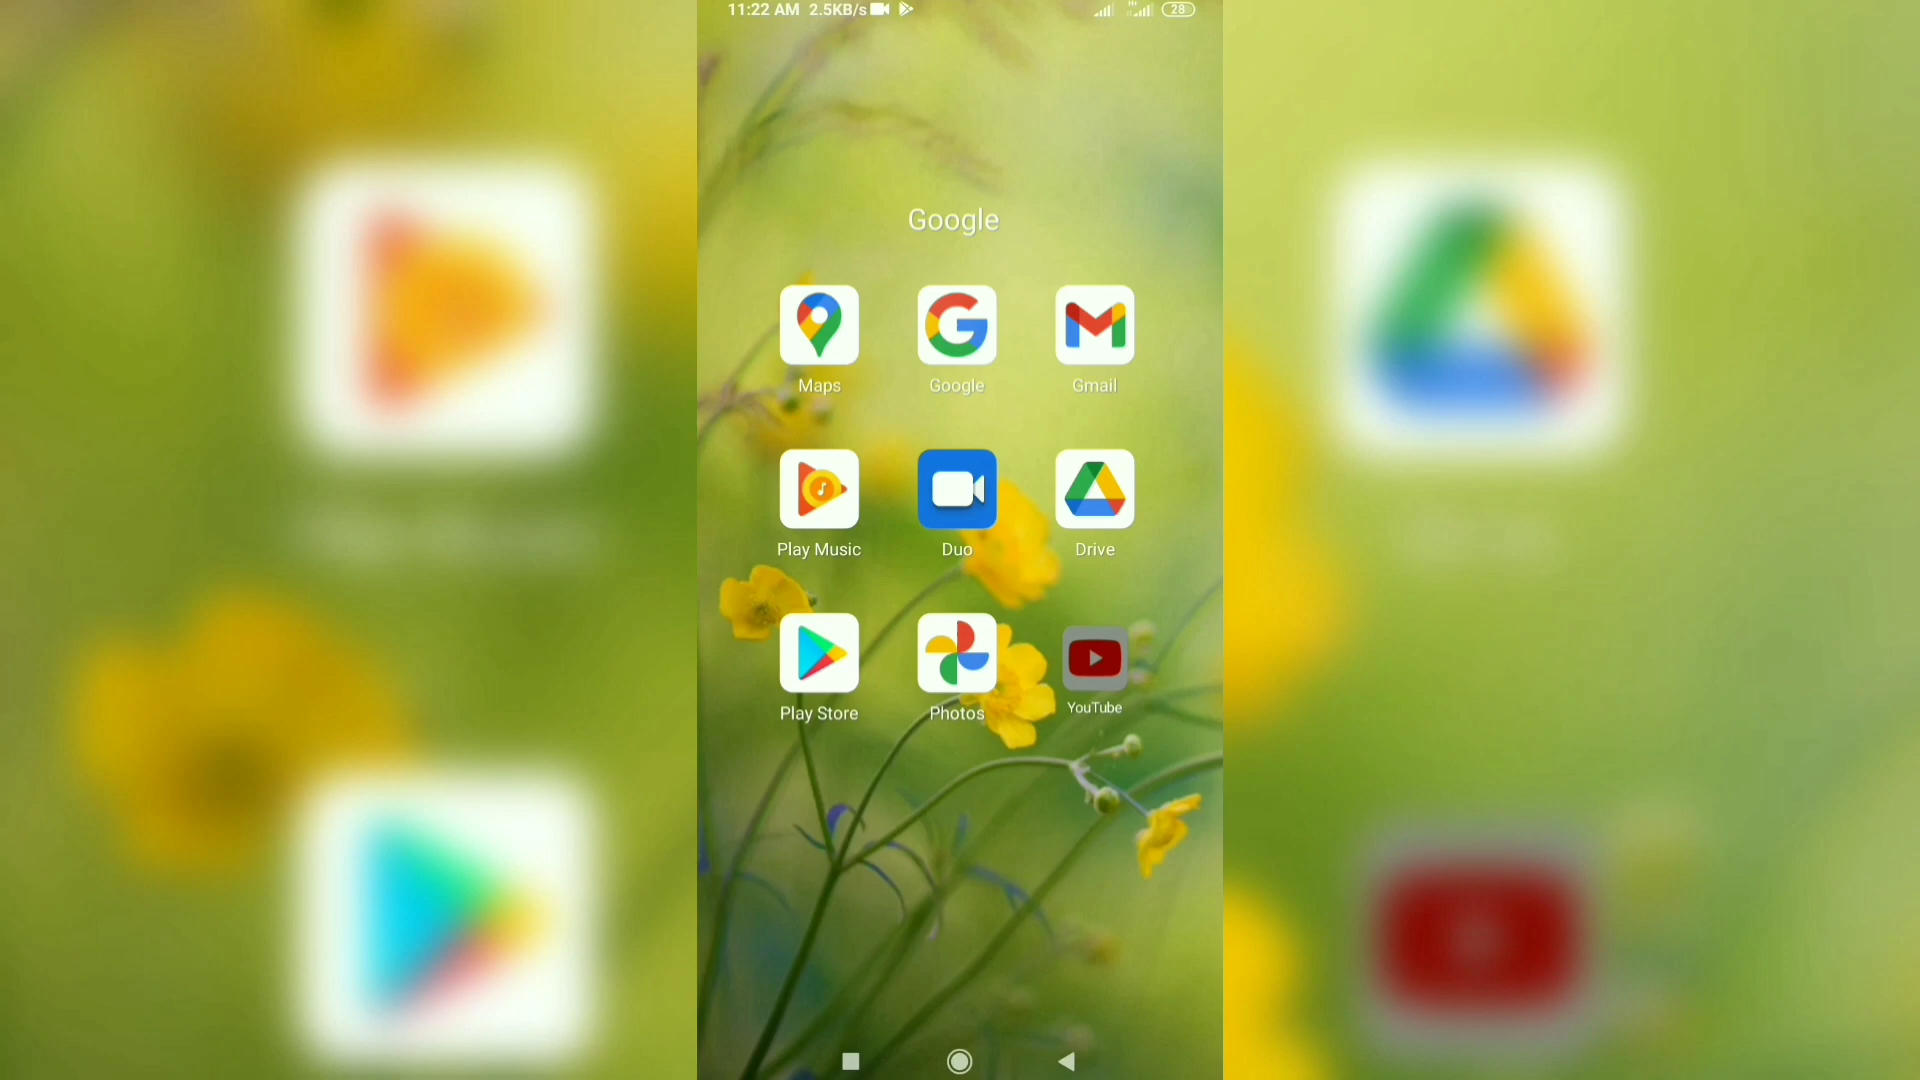 11:22 AM 2.5KB/s 28
Google
Maps Google Gmail
Play Music Duo Drive
Play Store Photos YouTube